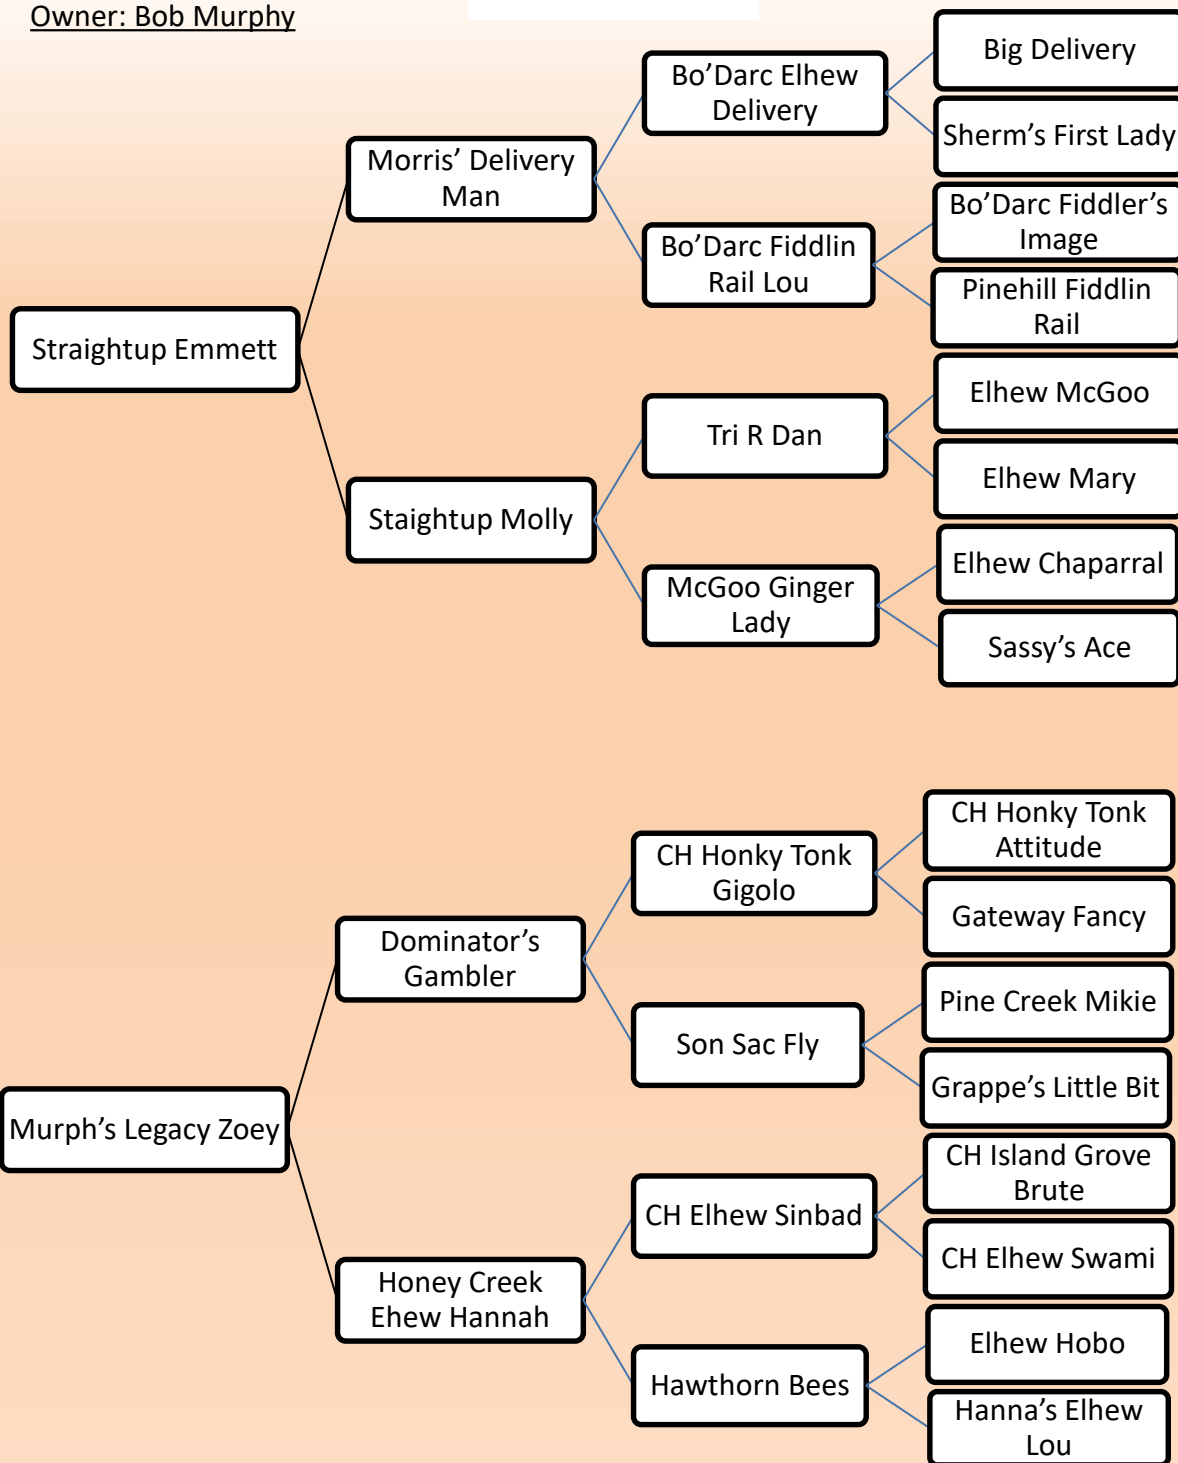 Owner: Bob Murphy
Big Delivery
Bo’Darc Elhew
Delivery
Sherm’s First Lady
Morris’ Delivery
Man
Bo’Darc Fiddler’s
Image
Bo’Darc Fiddlin
Rail Lou
Pinehill Fiddlin
Rail
Straightup Emmett
Elhew McGoo
Tri R Dan
Elhew Mary
Staightup Molly
Elhew Chaparral
McGoo Ginger
Lady
Sassy’s Ace
CH Honky Tonk
Attitude
CH Honky Tonk
Gigolo
Gateway Fancy
Dominator’s
Gambler
Pine Creek Mikie
Son Sac Fly
Grappe’s Little Bit
Murph’s Legacy Zoey
CH Island Grove
Brute
CH Elhew Sinbad
CH Elhew Swami
Honey Creek
Ehew Hannah
Elhew Hobo
Hawthorn Bees
Hanna’s Elhew
Lou